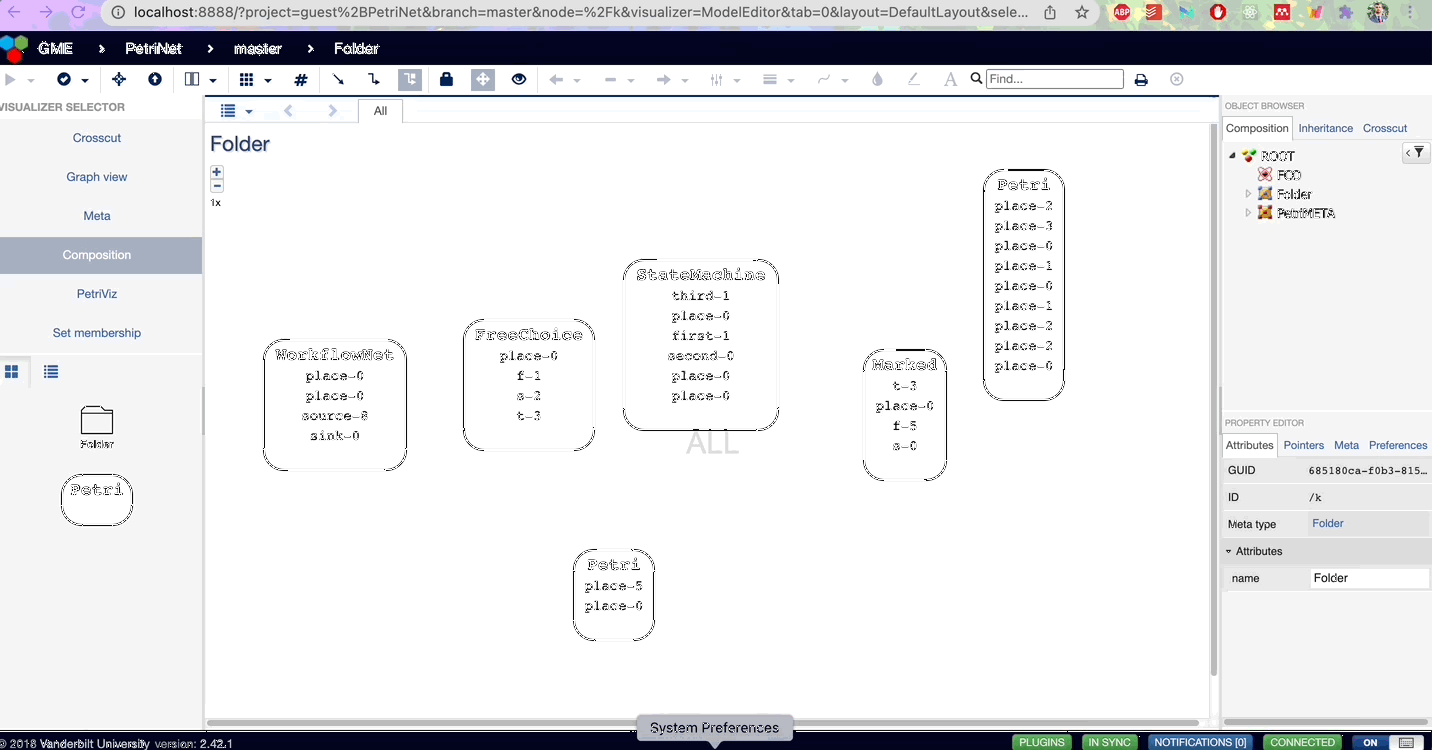 localhost:8888/?project=guest%2BPetriNet&branch=master&node=%2Fk&visualizer=ModelEditor&tab=0&layout=DefaultLayout&sele...
ABP
GME > PetriNet > master > Folder
Find...
VISUALIZER SELECTOR
Crosscut
Graph view
Meta
Composition
PetriViz
Set membership
Folder
Petri
All
Folder
1x
WorkflowNet
place-0
place-0
source-8
sink-0
FreeChoice
place-0
f-1
s-2
t-3
StateMachine
third-1
place-0
first-1
second-0
place-0
place-0
ALL
Marked
t-3
place-0
f-5
s-0
Petri
place-2
place-3
place-0
place-1
place-0
place-1
place-2
place-2
place-0
Petri
place-5
place-0
OBJECT BROWSER
Composition Inheritance Crosscut
ROOT
FCO
Folder
PetriMETA
PROPERTY EDITOR
Attributes Pointers Meta Preferences
GUID 685180ca-f0b3-815...
ID /k
Meta type Folder
Attributes
name Folder
System Preferences
© 2018 Vanderbilt University version: 2.42.1
PLUGINS IN SYNC NOTIFICATIONS [0] CONNECTED ON